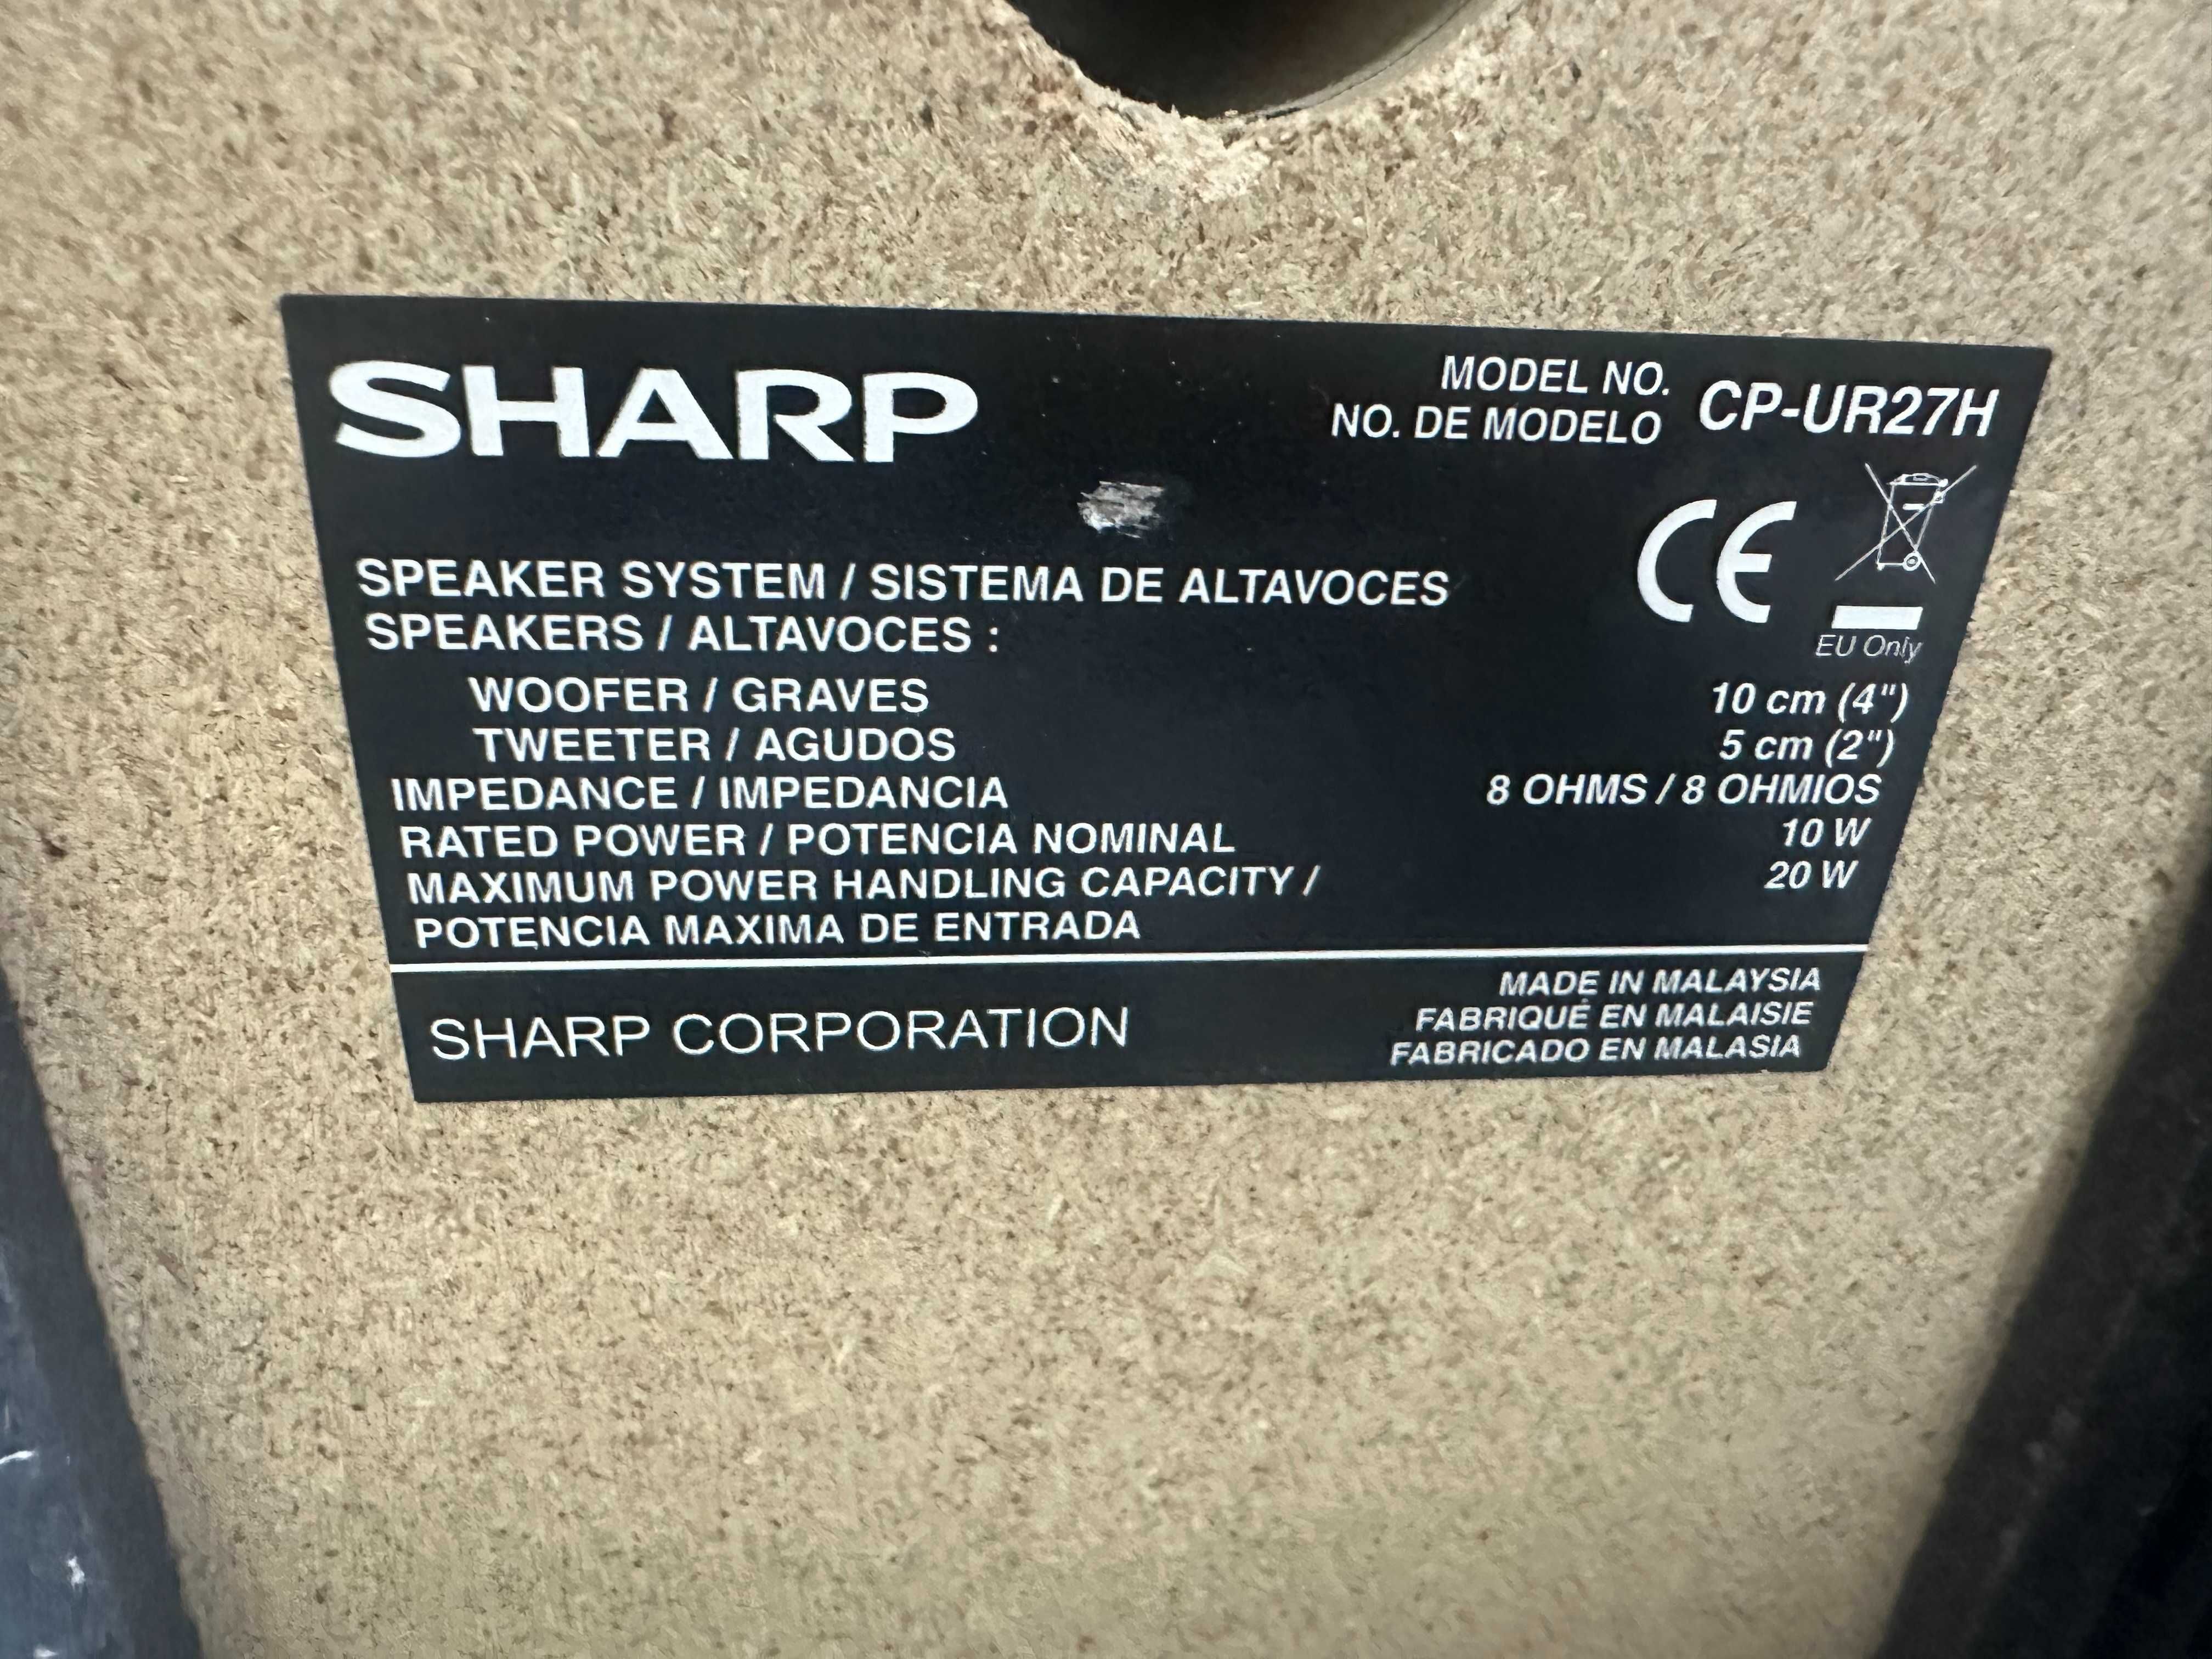 SHARP
MODEL NO.
NO. DE MODELO
CP-UR27H
CE
EU Only
SPEAKER SYSTEM / SISTEMA DE ALTAVOCES
SPEAKERS / ALTAVOCES :
WOOFER / GRAVES 10 cm (4")
TWEETER / AGUDOS 5 cm (2")
IMPEDANCE / IMPEDANCIA 8 OHMS / 8 OHMIOS
RATED POWER / POTENCIA NOMINAL 10 W
MAXIMUM POWER HANDLING CAPACITY / 20 W
POTENCIA MAXIMA DE ENTRADA
SHARP CORPORATION
MADE IN MALAYSIA
FABRIQUÉ EN MALAISIE
FABRICADO EN MALASIA